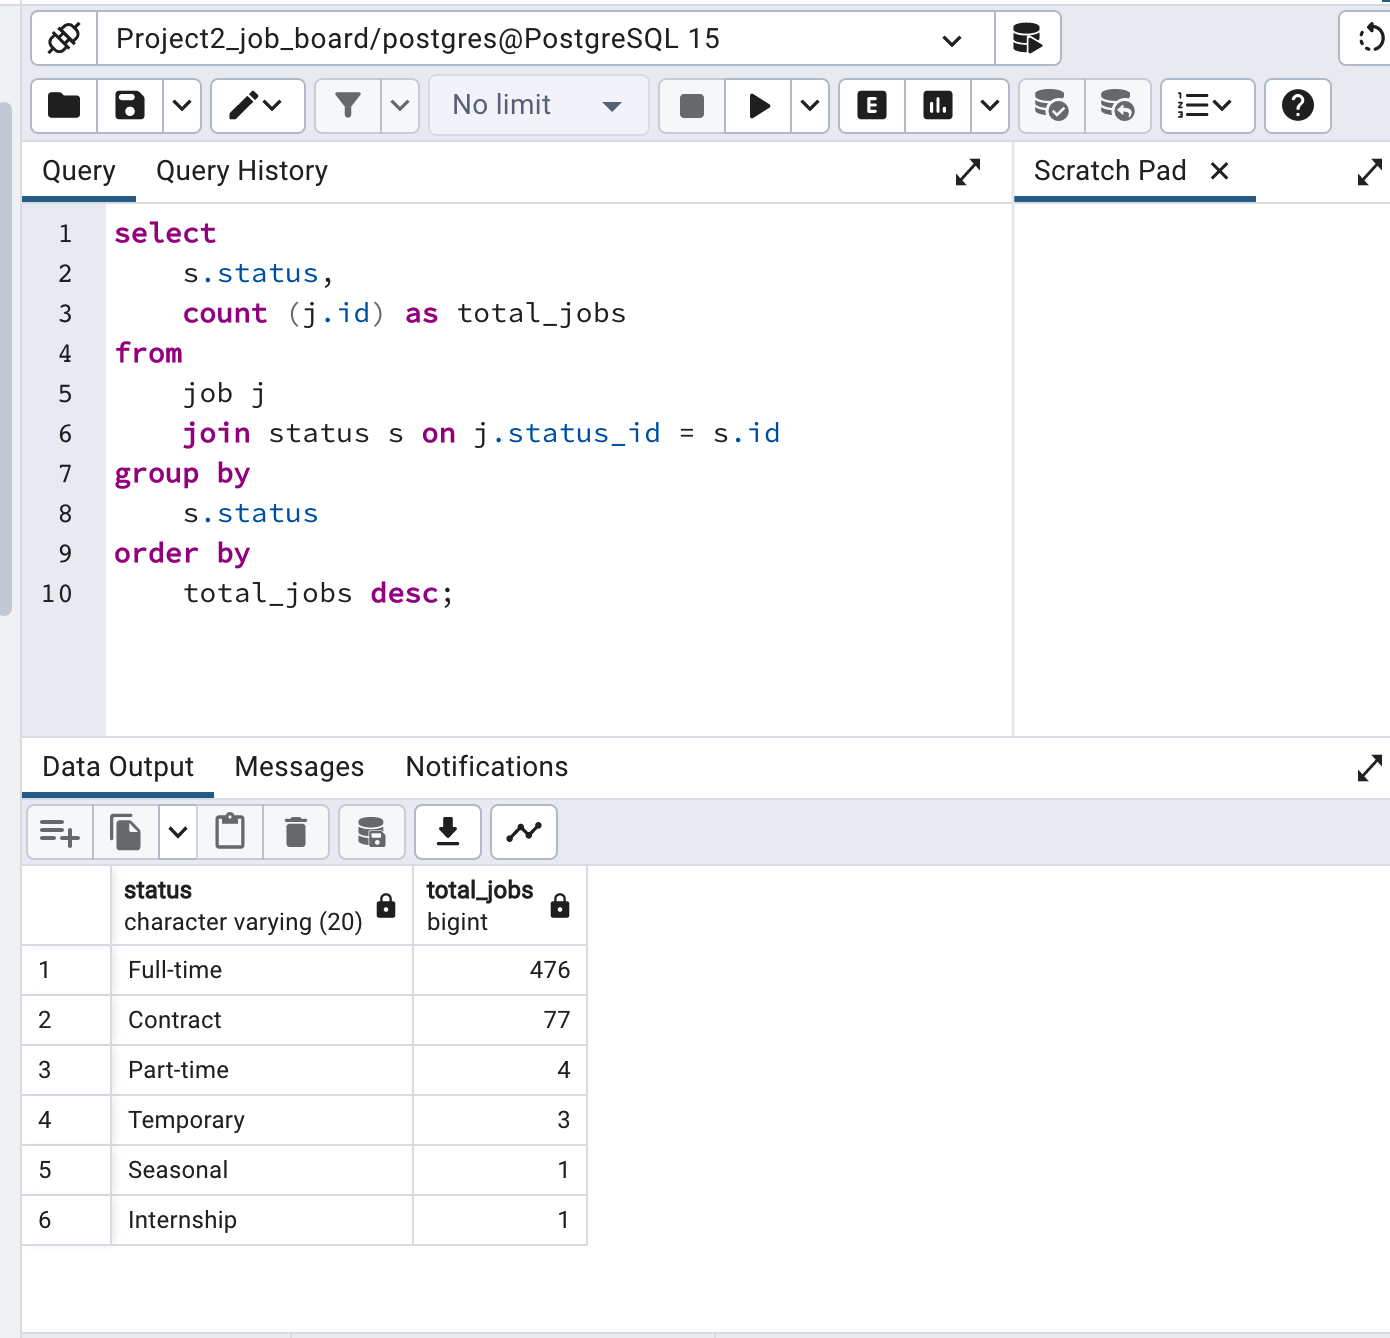 Project2_job_board/postgres@PostgreSQL 15
No limit
E
Query Query History
Scratch Pad
1 select
2 s.status,
3 count (j.id) as total_jobs
4 from
5 job j
6 join status s on j.status_id = s.id
7 group by
8 s.status
9 order by
10 total_jobs desc;
Data Output Messages Notifications
status total_jobs
character varying (20) bigint
1 Full-time 476
2 Contract 77
3 Part-time 4
4 Temporary 3
5 Seasonal 1
6 Internship 1